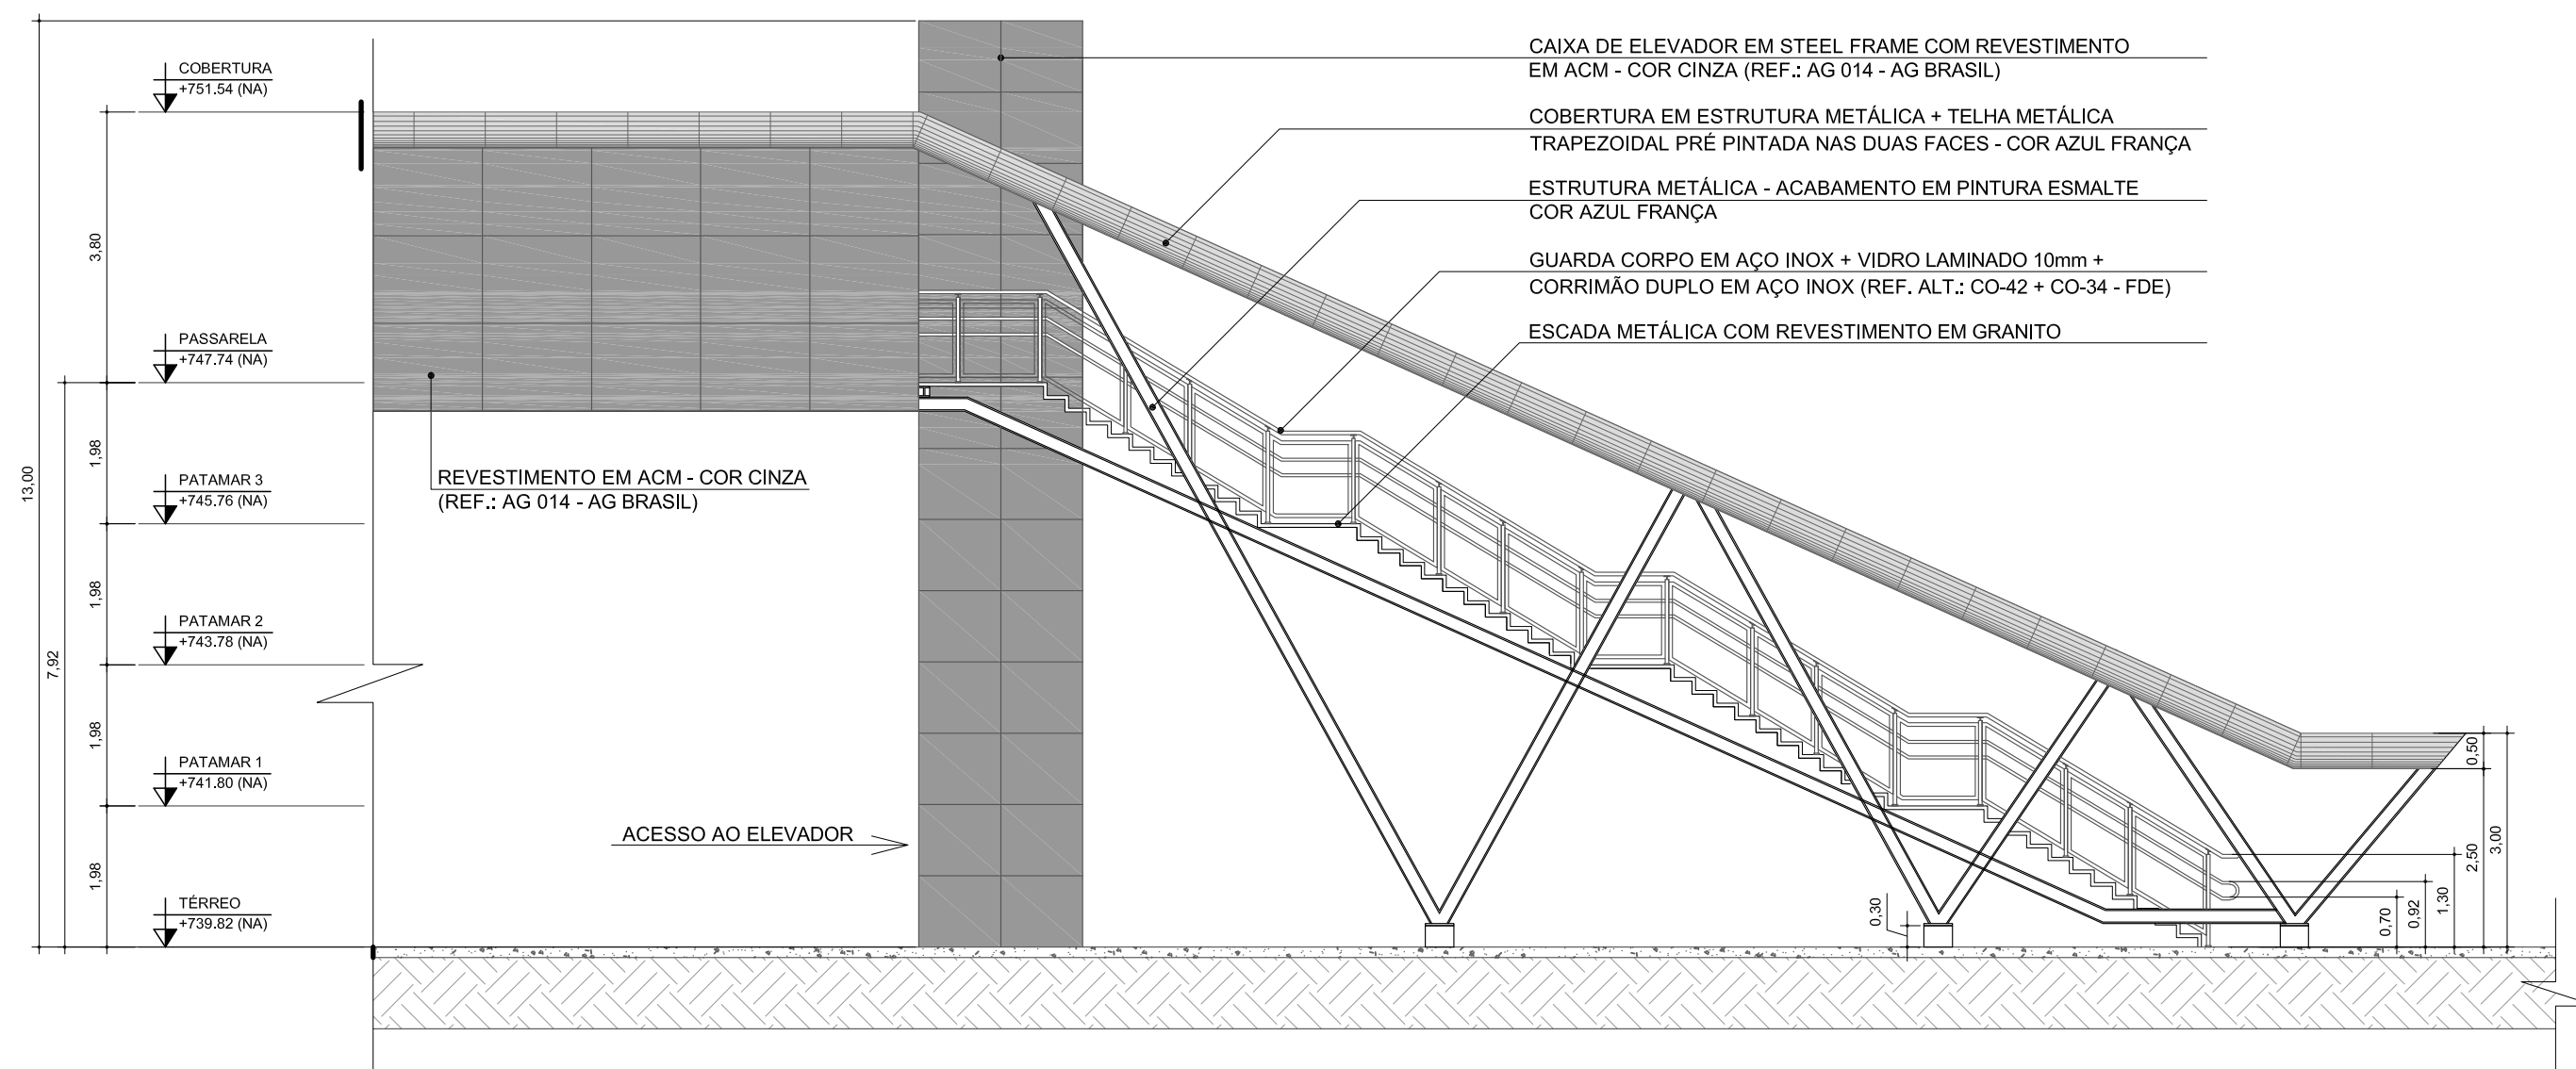 COBERTURA
+751.54 (NA)
PASSARELA
+747.74 (NA)
PATAMAR 3
+745.76 (NA)
PATAMAR 2
+743.78 (NA)
PATAMAR 1
+741.80 (NA)
TÉRREO
+739.82 (NA)
13,00
7,92
3,80
1,98
1,98
1,98
1,98
REVESTIMENTO EM ACM - COR CINZA
(REF.: AG 014 - AG BRASIL)
ACESSO AO ELEVADOR
CAIXA DE ELEVADOR EM STEEL FRAME COM REVESTIMENTO
EM ACM - COR CINZA (REF.: AG 014 - AG BRASIL)
COBERTURA EM ESTRUTURA METÁLICA + TELHA METÁLICA
TRAPEZOIDAL PRÉ PINTADA NAS DUAS FACES - COR AZUL FRANÇA
ESTRUTURA METÁLICA - ACABAMENTO EM PINTURA ESMALTE
COR AZUL FRANÇA
GUARDA CORPO EM AÇO INOX + VIDRO LAMINADO 10mm +
CORRIMÃO DUPLO EM AÇO INOX (REF. ALT.: CO-42 + CO-34 - FDE)
ESCADA METÁLICA COM REVESTIMENTO EM GRANITO
0,30
0,70
0,92
1,30
2,50
0,50
3,00